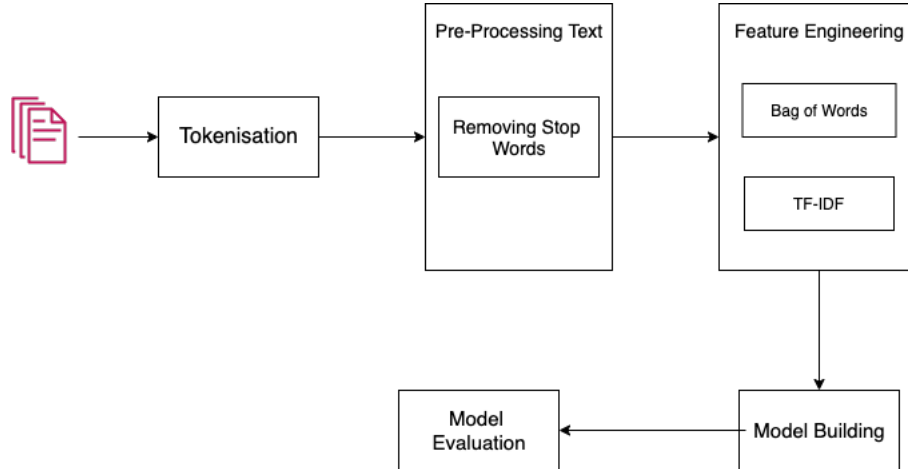 Pre-Processing Text
Feature Engineering
Tokenisation
Removing Stop
Words
Bag of Words
TF-IDF
Model
Evaluation
Model Building